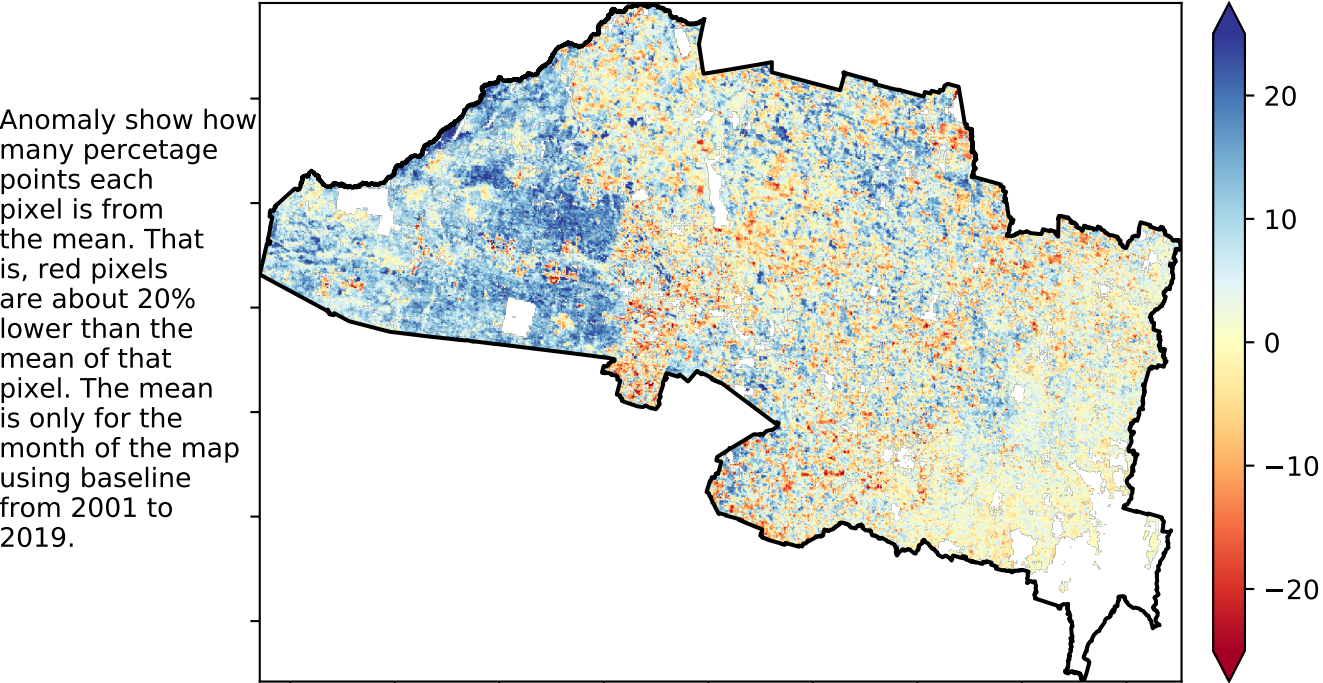 Anomaly show how
many percetage
points each
pixel is from
the mean. That
is, red pixels
are about 20%
lower than the
mean of that
pixel. The mean
is only for the
month of the map
using baseline
from 2001 to
2019.
20
10
0
−10
−20